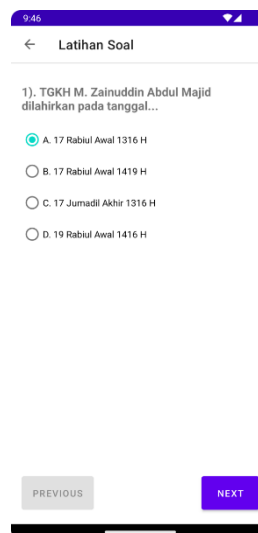 9:46
Latihan Soal
1). TGKH M. Zainuddin Abdul Majid
dilahirkan pada tanggal...
A. 17 Rabiul Awal 1316 H
B. 17 Rabiul Awal 1419 H
C. 17 Jumadil Akhir 1316 H
D. 19 Rabiul Awal 1416 H
PREVIOUS
NEXT